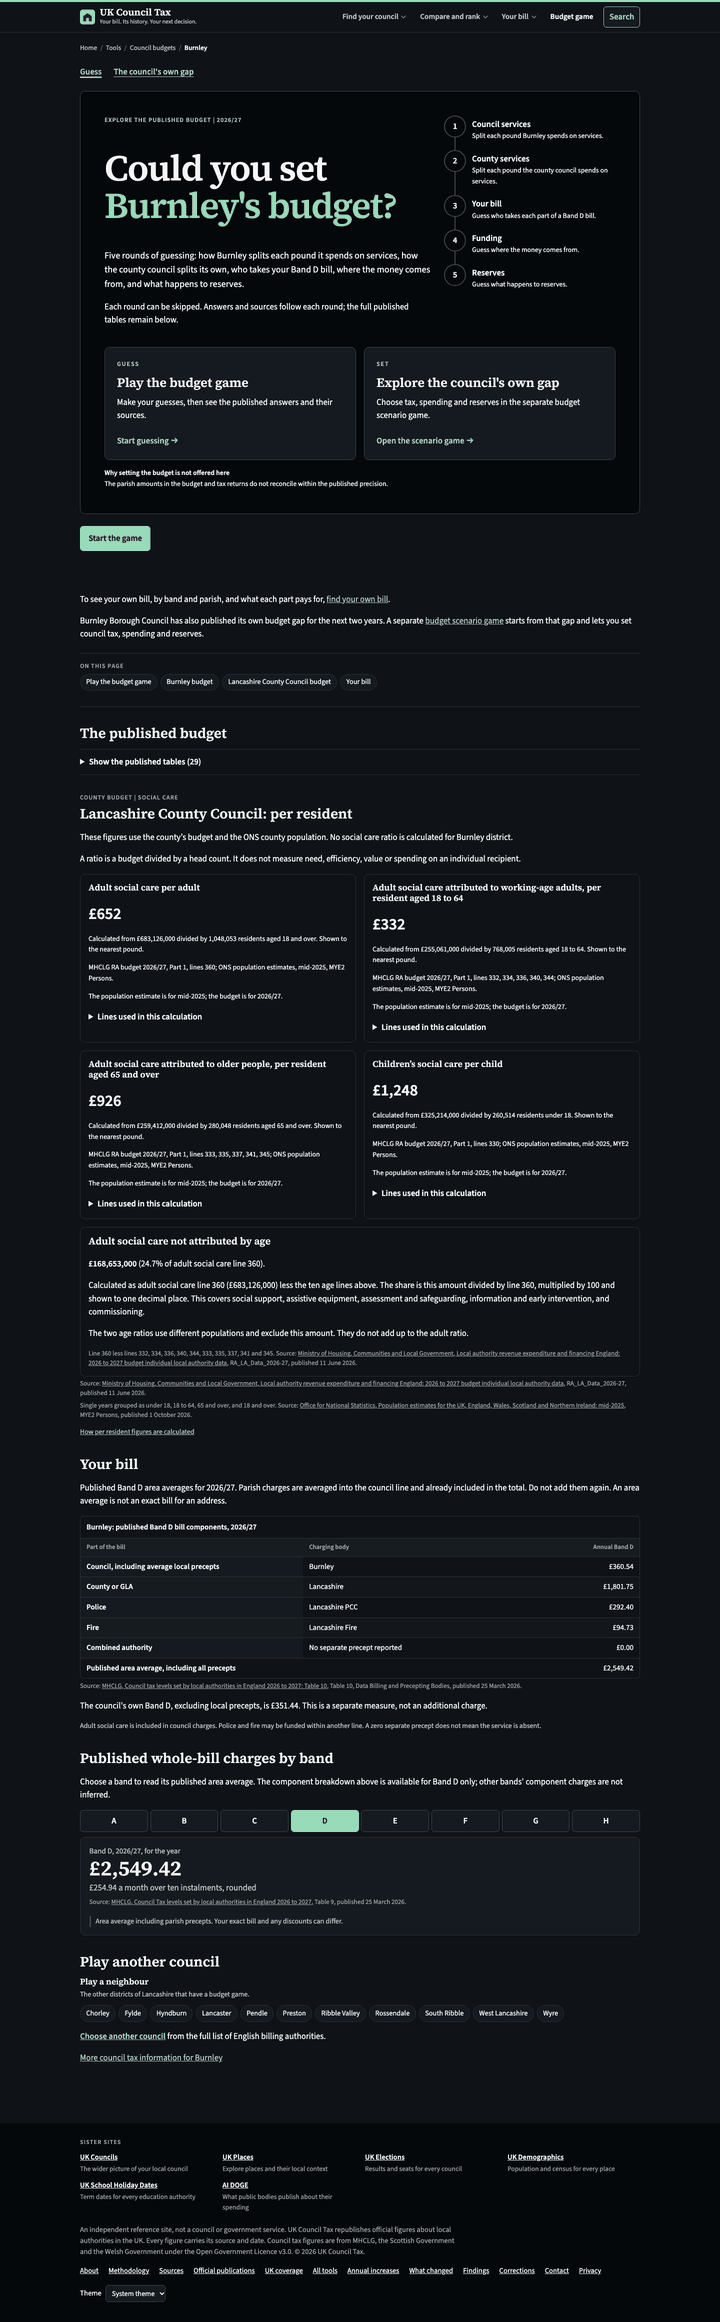 UK Council Tax
Your bill. Its history. Your next decision.
Find your council
Compare and rank
Your bill
Budget game
Search
Home / Tools / Council budgets / Burnley
Guess
The council's own gap
EXPLORE THE PUBLISHED BUDGET | 2026/27
Could you set
Burnley's budget?
Five rounds of guessing: how Burnley splits each pound it spends on services, how
the county council splits its own, who takes your Band D bill, where the money comes
from, and what happens to reserves.
Each round can be skipped. Answers and sources follow each round; the full published
tables remain below.
1
Council services
Split each pound Burnley spends on services.
2
County services
Split each pound the county council spends on
services.
3
Your bill
Guess who takes each part of a Band D bill.
4
Funding
Guess where the money comes from.
5
Reserves
Guess what happens to reserves.
GUESS
Play the budget game
Make your guesses, then see the published answers and their
sources.
Start guessing →
SET
Explore the council's own gap
Choose tax, spending and reserves in the separate budget
scenario game.
Open the scenario game →
Why setting the budget is not offered here
The parish amounts in the budget and tax returns do not reconcile within the published precision.
Start the game
To see your own bill, by band and parish, and what each part pays for, find your own bill.
Burnley Borough Council has also published its own budget gap for the next two years. A separate budget scenario game starts from that gap and lets you set
council tax, spending and reserves.
ON THIS PAGE
Play the budget game
Burnley budget
Lancashire County Council budget
Your bill
The published budget
Show the published tables (29)
COUNTY BUDGET | SOCIAL CARE
Lancashire County Council: per resident
These figures use the county's budget and the ONS county population. No social care ratio is calculated for Burnley district.
A ratio is a budget divided by a head count. It does not measure need, efficiency, value or spending on an individual recipient.
Adult social care per adult
£652
Calculated from £683,126,000 divided by 1,048,053 residents aged 18 and over. Shown to
the nearest pound.
MHCLG RA budget 2026/27, Part 1, lines 360; ONS population estimates, mid-2025, MYE2
Persons.
The population estimate is for mid-2025; the budget is for 2026/27.
Lines used in this calculation
Adult social care attributed to working-age adults, per
resident aged 18 to 64
£332
Calculated from £255,061,000 divided by 768,005 residents aged 18 to 64. Shown to the
nearest pound.
MHCLG RA budget 2026/27, Part 1, lines 332, 334, 336, 340, 344; ONS population
estimates, mid-2025, MYE2 Persons.
The population estimate is for mid-2025; the budget is for 2026/27.
Lines used in this calculation
Adult social care attributed to older people, per resident
aged 65 and over
£926
Calculated from £259,412,000 divided by 280,048 residents aged 65 and over. Shown to
the nearest pound.
MHCLG RA budget 2026/27, Part 1, lines 333, 335, 337, 341, 345; ONS population
estimates, mid-2025, MYE2 Persons.
The population estimate is for mid-2025; the budget is for 2026/27.
Lines used in this calculation
Children's social care per child
£1,248
Calculated from £325,214,000 divided by 260,514 residents under 18. Shown to the
nearest pound.
MHCLG RA budget 2026/27, Part 1, lines 330; ONS population estimates, mid-2025, MYE2
Persons.
The population estimate is for mid-2025; the budget is for 2026/27.
Lines used in this calculation
Adult social care not attributed by age
£168,653,000 (24.7% of adult social care line 360).
Calculated as adult social care line 360 (£683,126,000) less the ten age lines above. The share is this amount divided by line 360, multiplied by 100 and
shown to one decimal place. This covers social support, assistive equipment, assessment and safeguarding, information and early intervention, and
commissioning.
The two age ratios use different populations and exclude this amount. They do not add up to the adult ratio.
Line 360 less lines 332, 334, 336, 340, 344, 333, 335, 337, 341 and 345. Source: Ministry of Housing, Communities and Local Government, Local authority revenue expenditure and financing England:
2026 to 2027 budget individual local authority data, RA_LA_Data_2026-27, published 11 June 2026.
Source: Ministry of Housing, Communities and Local Government, Local authority revenue expenditure and financing England: 2026 to 2027 budget individual local authority data, RA_LA_Data_2026-27,
published 11 June 2026.
Single years grouped as under 18, 18 to 64, 65 and over, and 18 and over. Source: Office for National Statistics, Population estimates for the UK, England, Wales, Scotland and Northern Ireland: mid-2025,
MYE2 Persons, published 1 October 2026.
How per resident figures are calculated
Your bill
Published Band D area averages for 2026/27. Parish charges are averaged into the council line and already included in the total. Do not add them again. An area
average is not an exact bill for an address.
Burnley: published Band D bill components, 2026/27
Part of the bill Charging body Annual Band D
Council, including average local precepts Burnley £360.54
County or GLA Lancashire £1,801.75
Police Lancashire PCC £292.40
Fire Lancashire Fire £94.73
Combined authority No separate precept reported £0.00
Published area average, including all precepts £2,549.42
Source: MHCLG, Council tax levels set by local authorities in England 2026 to 2027: Table 10, Table 10, Data Billing and Precepting Bodies, published 25 March 2026.
The council's own Band D, excluding local precepts, is £351.44. This is a separate measure, not an additional charge.
Adult social care is included in council charges. Police and fire may be funded within another line. A zero separate precept does not mean the service is absent.
Published whole-bill charges by band
Choose a band to read its published area average. The component breakdown above is available for Band D only; other bands' component charges are not
inferred.
A B C D E F G H
Band D, 2026/27, for the year
£2,549.42
£254.94 a month over ten instalments, rounded
Source: MHCLG, Council Tax levels set by local authorities in England 2026 to 2027, Table 9, published 25 March 2026.
Area average including parish precepts. Your exact bill and any discounts can differ.
Play another council
Play a neighbour
The other districts of Lancashire that have a budget game.
Chorley Fylde Hyndburn Lancaster Pendle Preston Ribble Valley Rossendale South Ribble West Lancashire Wyre
Choose another council from the full list of English billing authorities.
More council tax information for Burnley
SISTER SITES
UK Councils
The wider picture of your local council
UK Places
Explore places and their local context
UK Elections
Results and seats for every council
UK Demographics
Population and census for every place
UK School Holiday Dates
Term dates for every education authority
AI DOGE
What public bodies publish about their
spending
An independent reference site, not a council or government service. UK Council Tax republishes official figures about local
authorities in the UK. Every figure carries its source and date. Council tax figures are from MHCLG, the Scottish Government
and the Welsh Government under the Open Government Licence v3.0. © 2026 UK Council Tax.
About Methodology Sources Official publications UK coverage All tools Annual increases What changed Findings Corrections Contact Privacy
Theme System theme